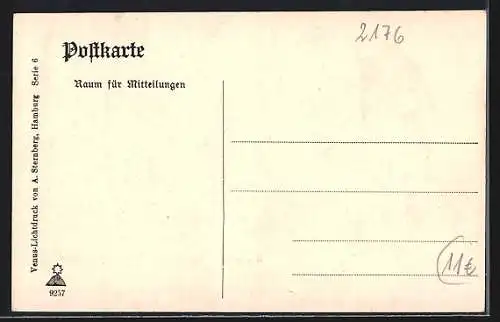 2176
Postkarte
Raum für Mitteilungen
Venus-Lichtdruck von A. Sternberg, Hamburg Serie 6
11€
9257